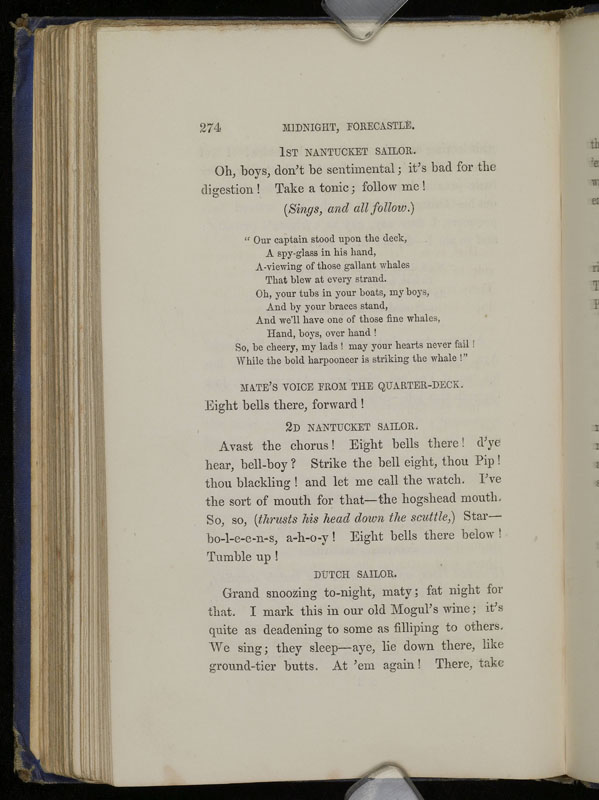 274 MIDNIGHT, FORECASTLE.
1ST NANTUCKET SAILOR.
Oh, boys, don't be sentimental; it's bad for the
digestion! Take a tonic; follow me!
(Sings, and all follow.)
" Our captain stood upon the deck,
A spy-glass in his hand,
A-viewing of those gallant whales
That blew at every strand.
Oh, your tubs in your boats, my boys,
And by your braces stand,
And we'll have one of those fine whales,
Hand, boys, over hand!
So, be cheery, my lads! may your hearts never fail!
While the bold harpooneer is striking the whale!"
MATE'S VOICE FROM THE QUARTER-DECK.
Eight bells there, forward!
2D NANTUCKET SAILOR.
Avast the chorus! Eight bells there! d'ye
hear, bell-boy? Strike the bell eight, thou Pip!
thou blackling! and let me call the watch. I've
the sort of mouth for that—the hogshead mouth.
So, so, (thrusts his head down the scuttle,) Star—
bo-l-e-e-n-s, a-h-o-y! Eight bells there below!
Tumble up!
DUTCH SAILOR.
Grand snoozing to-night, maty; fat night for
that. I mark this in our old Mogul's wine; it's
quite as deadening to some as filliping to others.
We sing; they sleep—aye, lie down there, like
ground-tier butts. At 'em again! There, take